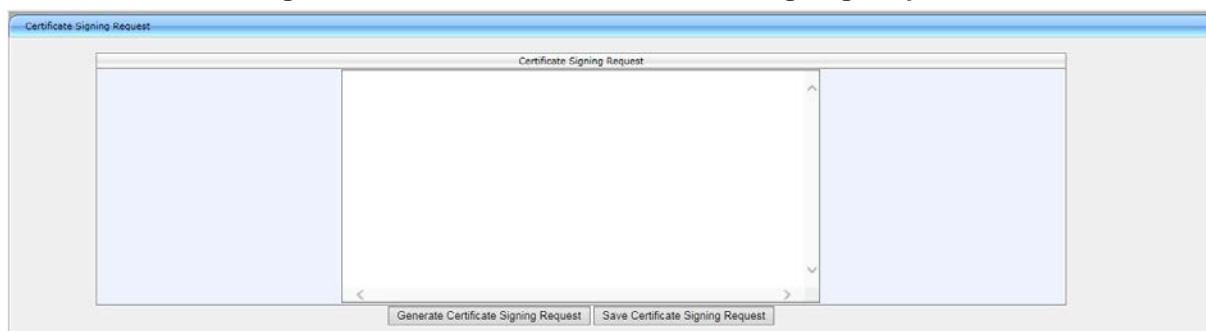 Certificate Signing Request
Certificate Signing Request
Generate Certificate Signing Request Save Certificate Signing Request